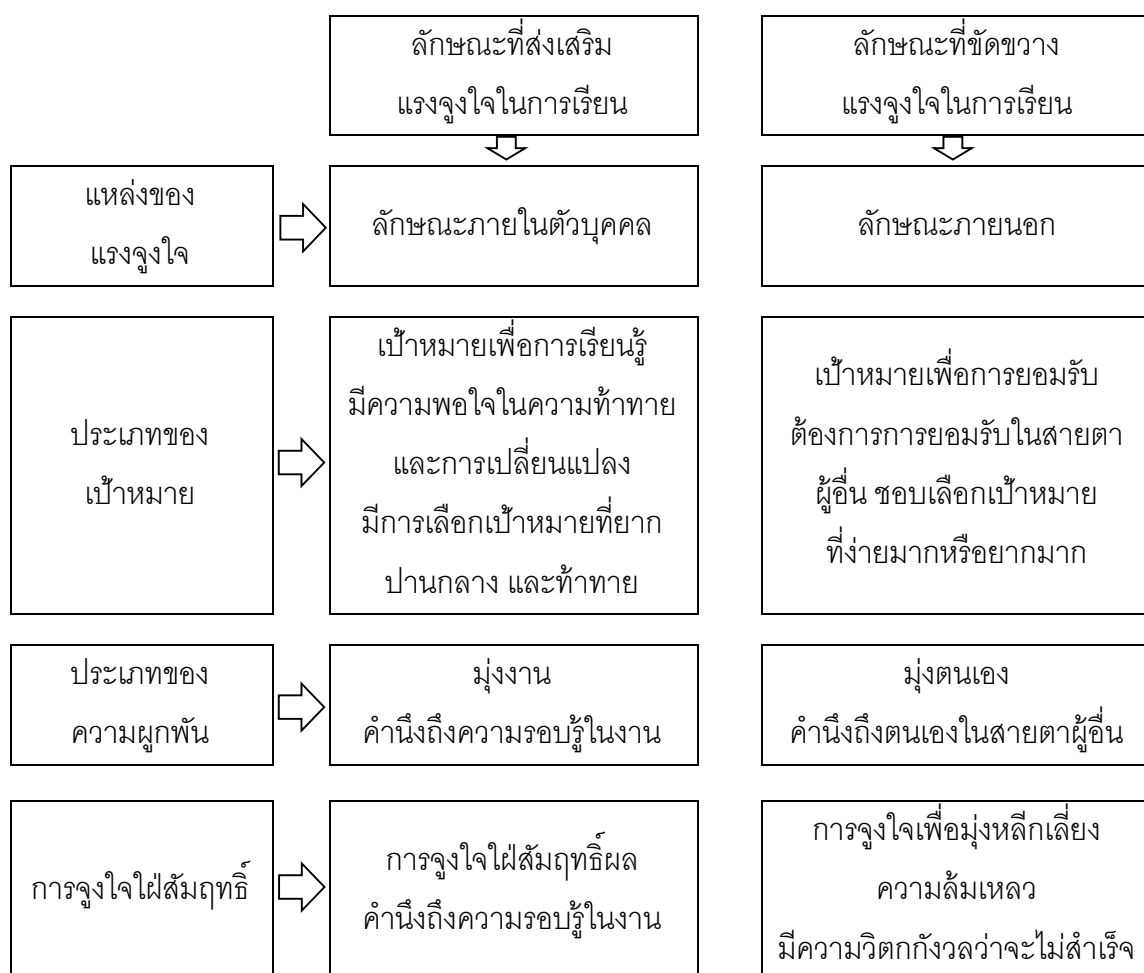 ลักษณะที่ส่งเสริม
แรงจูงใจในการเรียน
ลักษณะที่ขัดขวาง
แรงจูงใจในการเรียน
แหล่งของ
แรงจูงใจ
ลักษณะภายในตัวบุคคล
ลักษณะภายนอก
ประเภทของ
เป้าหมาย
เป้าหมายเพื่อการเรียนรู้
มีความพอใจในความท้าทาย
และการเปลี่ยนแปลง
มีการเลือกเป้าหมายที่ยาก
ปานกลาง และท้าทาย
เป้าหมายเพื่อการยอมรับ
ต้องการการยอมรับในสายตา
ผู้อื่น ชอบเลือกเป้าหมาย
ที่ง่ายมากหรือยากมาก
ประเภทของ
ความผูกพัน
มุ่งงาน
คำนึงถึงความรอบรู้ในงาน
มุ่งตนเอง
คำนึงถึงตนเองในสายตาผู้อื่น
การจูงใจใฝ่สัมฤทธิ์
การจูงใจใฝ่สัมฤทธิ์ผล
คำนึงถึงความรอบรู้ในงาน
การจูงใจเพื่อมุ่งหลีกเลี่ยง
ความล้มเหลว
มีความวิตกกังวลว่าจะไม่สำเร็จ